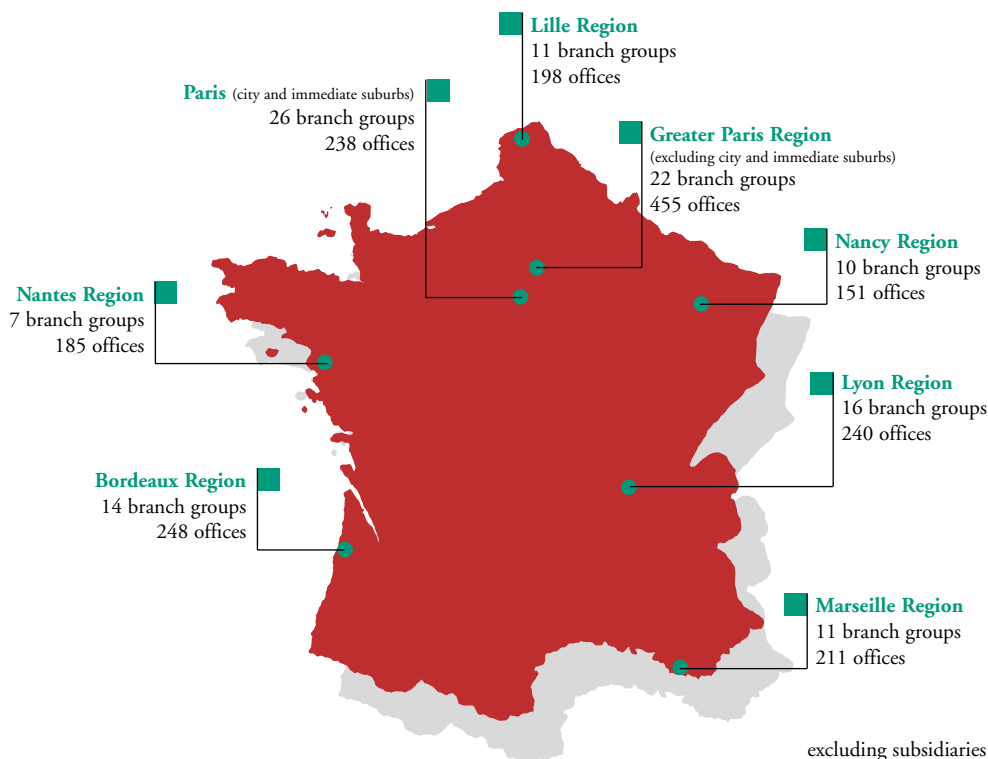 Lille Region
11 branch groups
198 offices
Paris (city and immediate suburbs)
26 branch groups
238 offices
Greater Paris Region
(excluding city and immediate suburbs)
22 branch groups
455 offices
Nancy Region
10 branch groups
151 offices
Nantes Region
7 branch groups
185 offices
Lyon Region
16 branch groups
240 offices
Bordeaux Region
14 branch groups
248 offices
Marseille Region
11 branch groups
211 offices
excluding subsidiaries